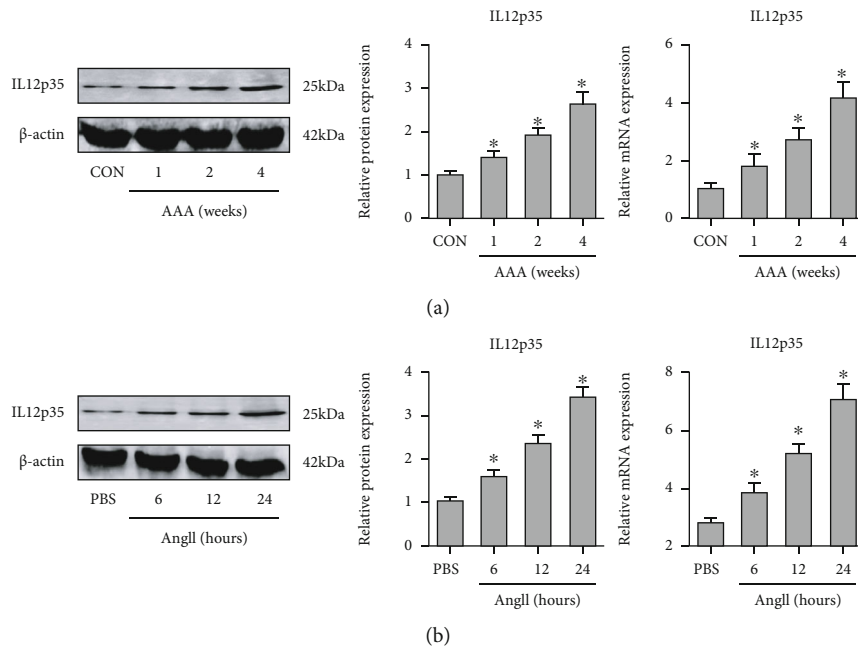 IL12p35
25kDa
β-actin
42kDa
CON 1 2 4
AAA (weeks)
IL12p35
Relative protein expression
4
3
2
1
0
* * *
CON 1 2 4
AAA (weeks)
IL12p35
Relative mRNA expression
6
4
2
0
* * *
CON 1 2 4
AAA (weeks)
(a)
IL12p35
25kDa
β-actin
42kDa
PBS 6 12 24
Angll (hours)
IL12p35
Relative protein expression
4
3
2
1
0
* * *
PBS 6 12 24
Angll (hours)
IL12p35
Relative mRNA expression
8
6
4
2
* * *
PBS 6 12 24
Angll (hours)
(b)